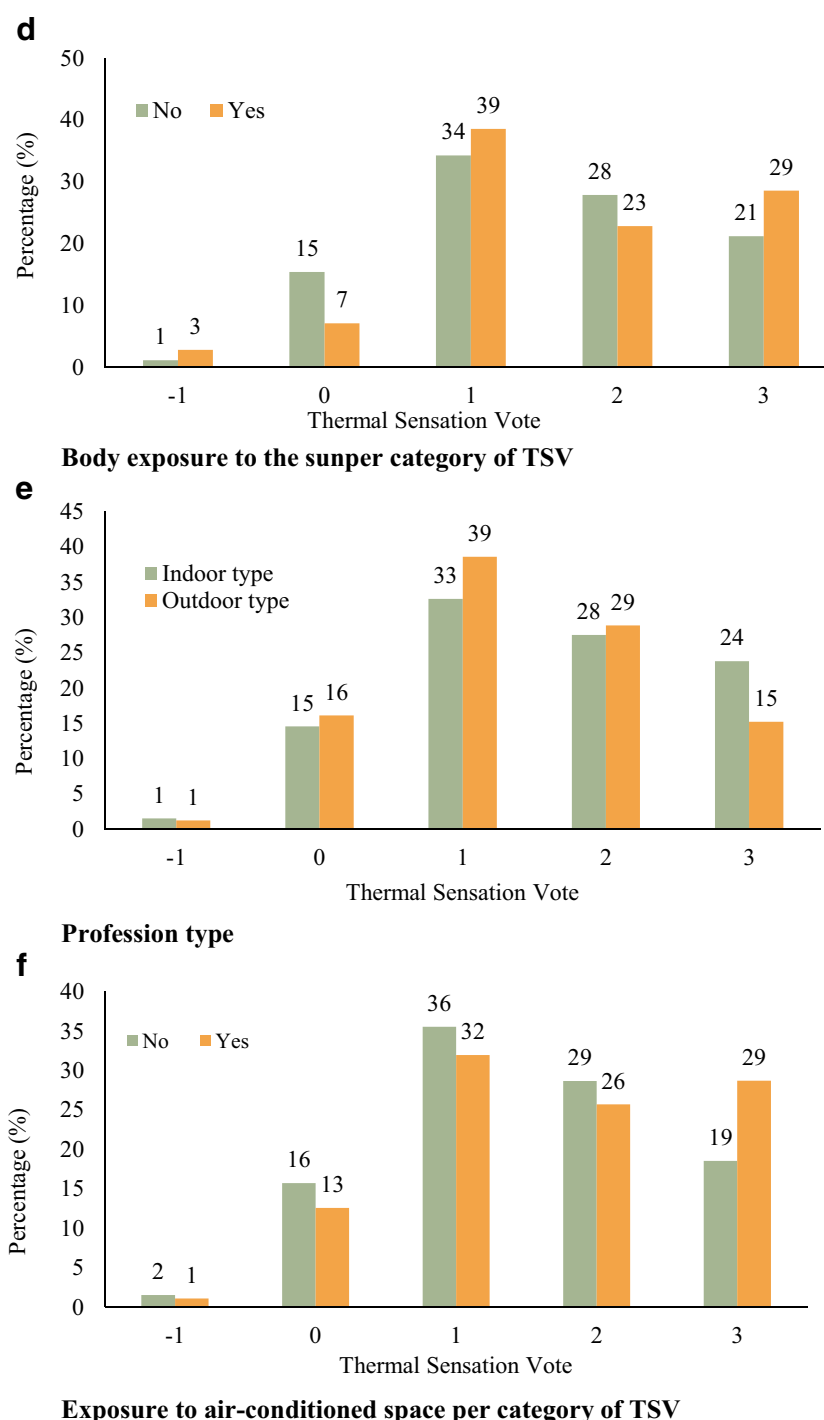 d
50
40
30
20
10
0
Percentage (%)
No Yes
1 3
15 7
34 39
28 23
21 29
-1 0 1 2 3
Thermal Sensation Vote
Body exposure to the sunper category of TSV
e
45
40
35
30
25
20
15
10
5
0
Percentage (%)
Indoor type
Outdoor type
1 1
15 16
33 39
28 29
24 15
-1 0 1 2 3
Thermal Sensation Vote
Profession type
f
40
35
30
25
20
15
10
5
0
Percentage (%)
No Yes
2 1
16 13
36 32
29 26
19 29
-1 0 1 2 3
Thermal Sensation Vote
Exposure to air-conditioned space per category of TSV